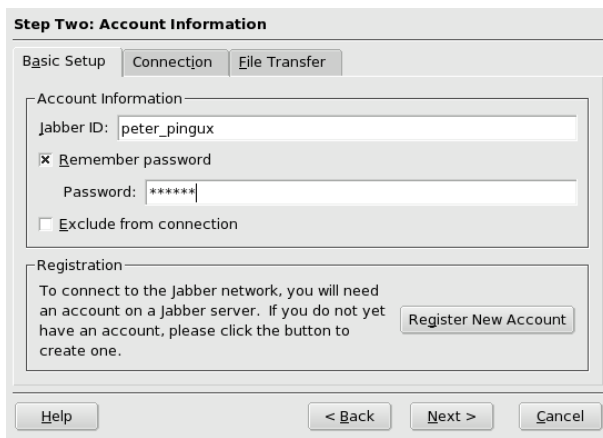 Step Two: Account Information
Basic Setup
Connection
File Transfer
Account Information
Jabber ID: peter_pingux
Remember password
Password: ******
Exclude from connection
Registration
To connect to the Jabber network, you will need
an account on a Jabber server. If you do not yet
have an account, please click the button to
create one.
Register New Account
Help
< Back
Next >
Cancel